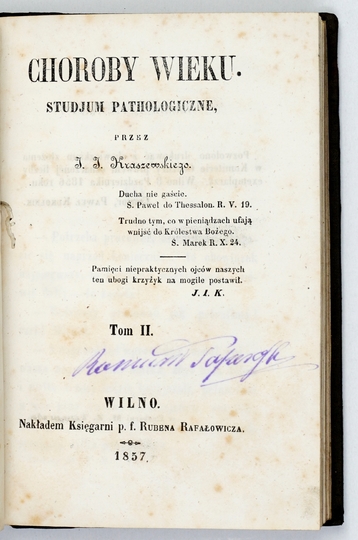 CHOROBY WIEKU.
STUDJUM PATHOLOGICZNE,
PRZEZ
J. I. Kraszewskiego.
Ducha nie gaście.
S. Paweł do Thessalon. R. V. 19.
Trudno tym, co w pieniądzach ufają
wnijść do Królestwa Bożego.
S. Marek R. X. 24.
Pamięci niepraktycznych ojców naszych
ten ubogi krzyżyk na mogile postawił.
J. I. K.
Tom II.
WILNO.
Nakładem Księgarni p. f. RUBENA RAFAŁOWICZA.
1857.